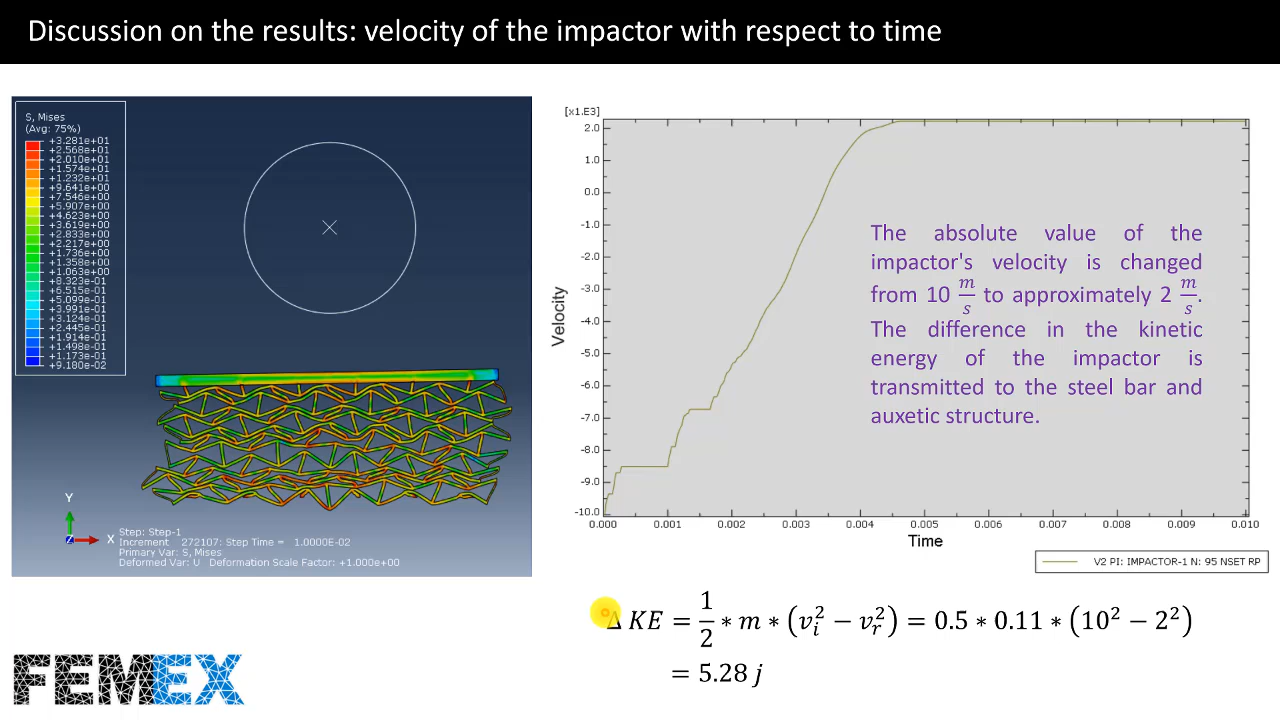 Discussion on the results: velocity of the impactor with respect to time
S, Mises
(Avg: 75%)
+3.281e+01
+2.568e+01
+2.010e+01
+1.574e+01
+1.232e+01
+9.641e+00
+7.546e+00
+5.907e+00
+4.623e+00
+3.619e+00
+2.833e+00
+2.217e+00
+1.736e+00
+1.358e+00
+1.063e+00
+8.323e-01
+6.515e-01
+5.099e-01
+3.991e-01
+3.124e-01
+2.445e-01
+1.914e-01
+1.498e-01
+1.173e-01
+9.180e-02
Y
X
Z
Step: Step-1
Increment 272107: Step Time = 1.0000E-02
Primary Var: S, Mises
Deformed Var: U Deformation Scale Factor: +1.000e+00
[x1.E3]
2.0
1.0
0.0
-1.0
-2.0
-3.0
-4.0
-5.0
-6.0
-7.0
-8.0
-9.0
-10.0
Velocity
0.000 0.001 0.002 0.003 0.004 0.005 0.006 0.007 0.008 0.009 0.010
Time
V2 PI: IMPACTOR-1 N: 95 NSET RP
The absolute value of the
impactor's velocity is changed
from 10 m/s to approximately 2 m/s.
The difference in the kinetic
energy of the impactor is
transmitted to the steel bar and
auxetic structure.
Δ KE = 1/2 * m * (v_i^2 − v_r^2) = 0.5 * 0.11 * (10² − 2²)
= 5.28 j
FEMEX